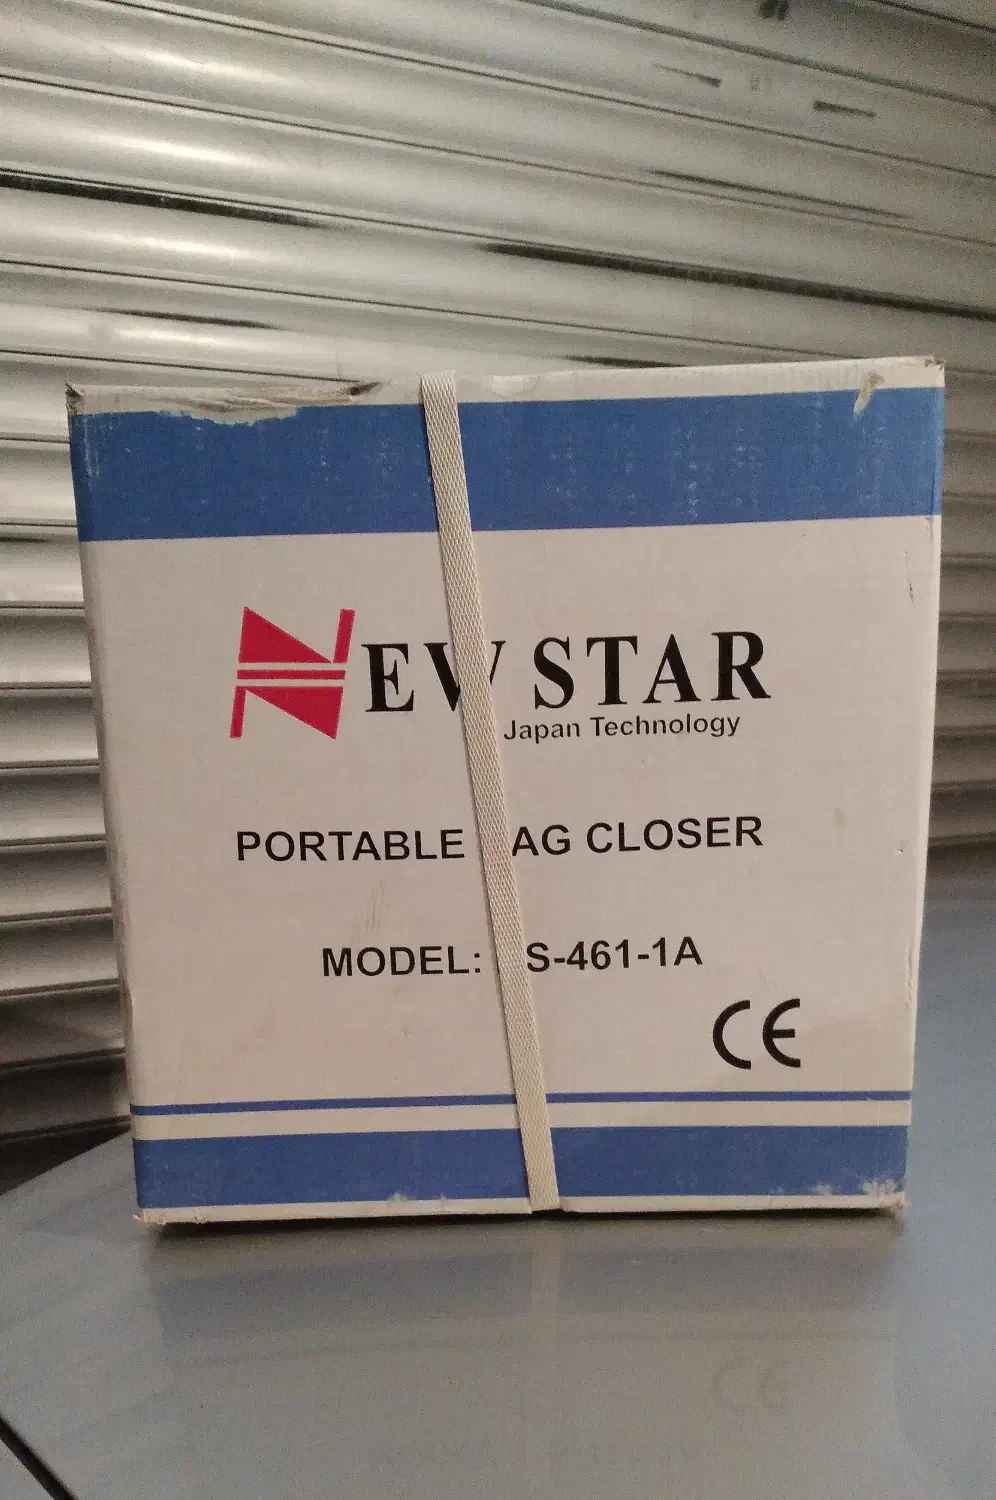 NEW STAR
Japan Technology
PORTABLE AG CLOSER
MODEL: S-461-1A
CE